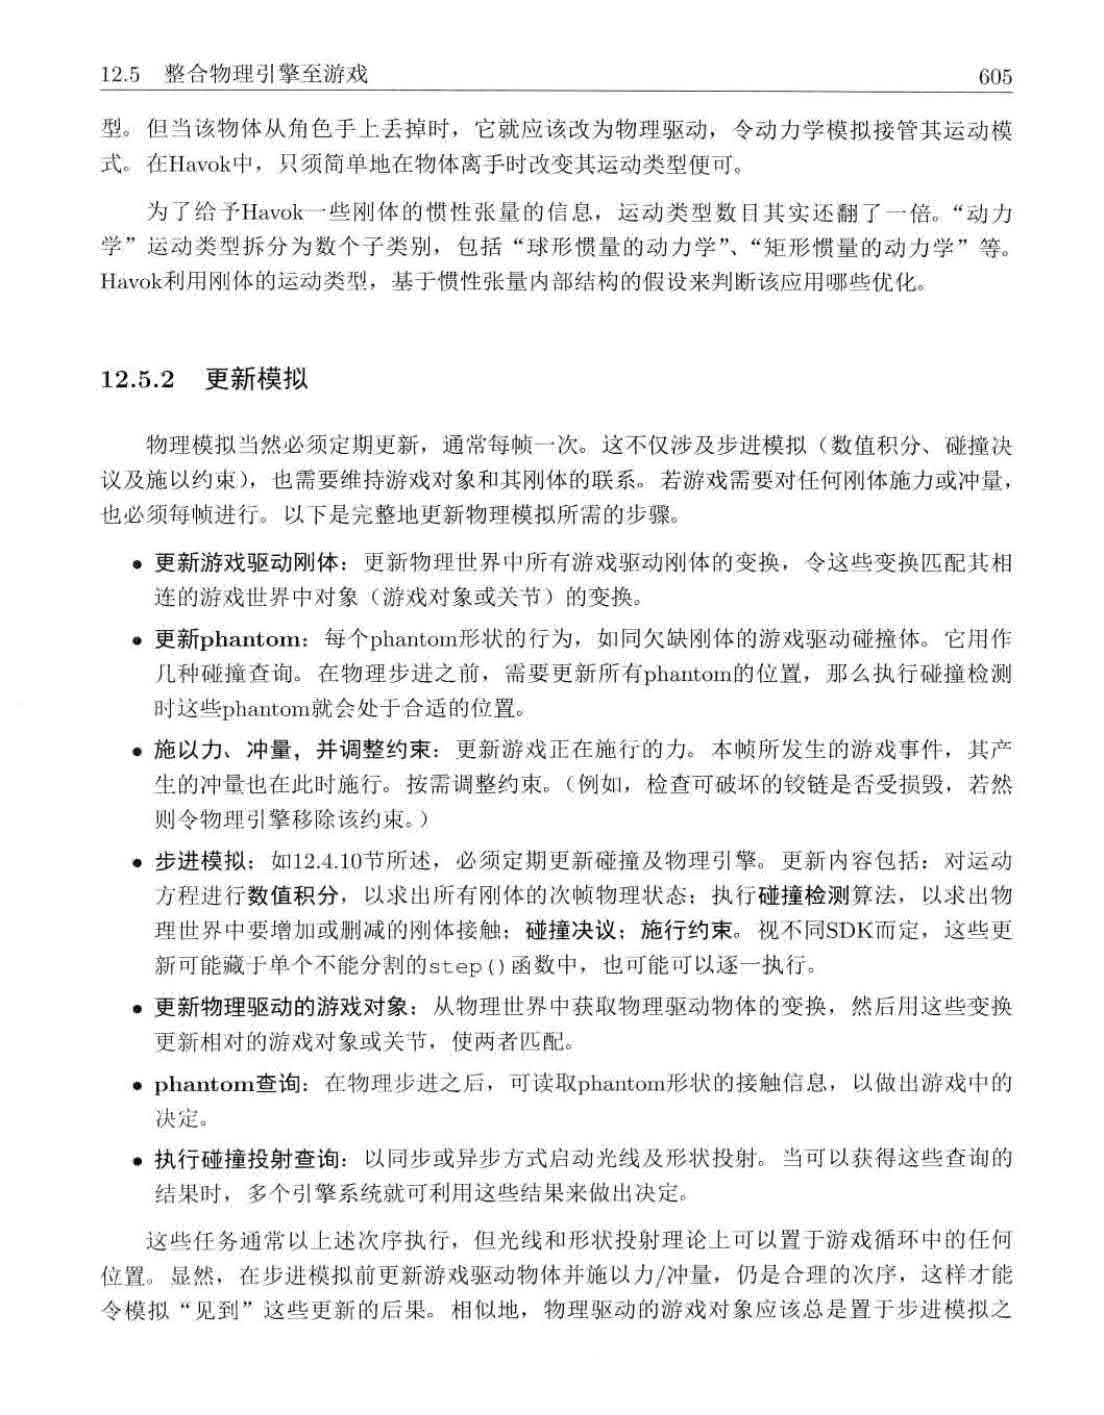 12.5 整合物理引擎至游戏 605
型。但当该物体从角色手上丢掉时，它就应该改为物理驱动，令动力学模拟接管其运动模
式。在Havok中，只须简单地在物体离手时改变其运动类型便可。
为了给予Havok一些刚体的惯性张量的信息，运动类型数目其实还翻了一倍。“动力
学”运动类型拆分为数个子类别，包括“球形惯量的动力学”、“矩形惯量的动力学”等。
Havok利用刚体的运动类型，基于惯性张量内部结构的假设来判断该应用哪些优化。
12.5.2 更新模拟
物理模拟当然必须定期更新，通常每帧一次。这不仅涉及步进模拟（数值积分、碰撞决
议及施以约束），也需要维持游戏对象和其刚体的联系。若游戏需要对任何刚体施力或冲量，
也必须每帧进行。以下是完整地更新物理模拟所需的步骤。
• 更新游戏驱动刚体：更新物理世界中所有游戏驱动刚体的变换，令这些变换匹配其相
连的游戏世界中对象（游戏对象或关节）的变换。
• 更新phantom：每个phantom形状的行为，如同欠缺刚体的游戏驱动碰撞体。它用作
几种碰撞查询。在物理步进之前，需要更新所有phantom的位置，那么执行碰撞检测
时这些phantom就会处于合适的位置。
• 施以力、冲量，并调整约束：更新游戏正在施行的力。本帧所发生的游戏事件，其产
生的冲量也在此时施行。按需调整约束。（例如，检查可破坏的铰链是否受损毁，若然
则令物理引擎移除该约束。）
• 步进模拟：如12.4.10节所述，必须定期更新碰撞及物理引擎。更新内容包括：对运动
方程进行数值积分，以求出所有刚体的次帧物理状态；执行碰撞检测算法，以求出物
理世界中要增加或删减的刚体接触；碰撞决议；施行约束。视不同SDK而定，这些更
新可能藏于单个不能分割的step()函数中，也可能可以逐一执行。
• 更新物理驱动的游戏对象：从物理世界中获取物理驱动物体的变换，然后用这些变换
更新相对的游戏对象或关节，使两者匹配。
• phantom查询：在物理步进之后，可读取phantom形状的接触信息，以做出游戏中的
决定。
• 执行碰撞投射查询：以同步或异步方式启动光线及形状投射。当可以获得这些查询的
结果时，多个引擎系统就可利用这些结果来做出决定。
这些任务通常以上述次序执行，但光线和形状投射理论上可以置于游戏循环中的任何
位置。显然，在步进模拟前更新游戏驱动物体并施以力/冲量，仍是合理的次序，这样才能
令模拟“见到”这些更新的后果。相似地，物理驱动的游戏对象应该总是置于步进模拟之